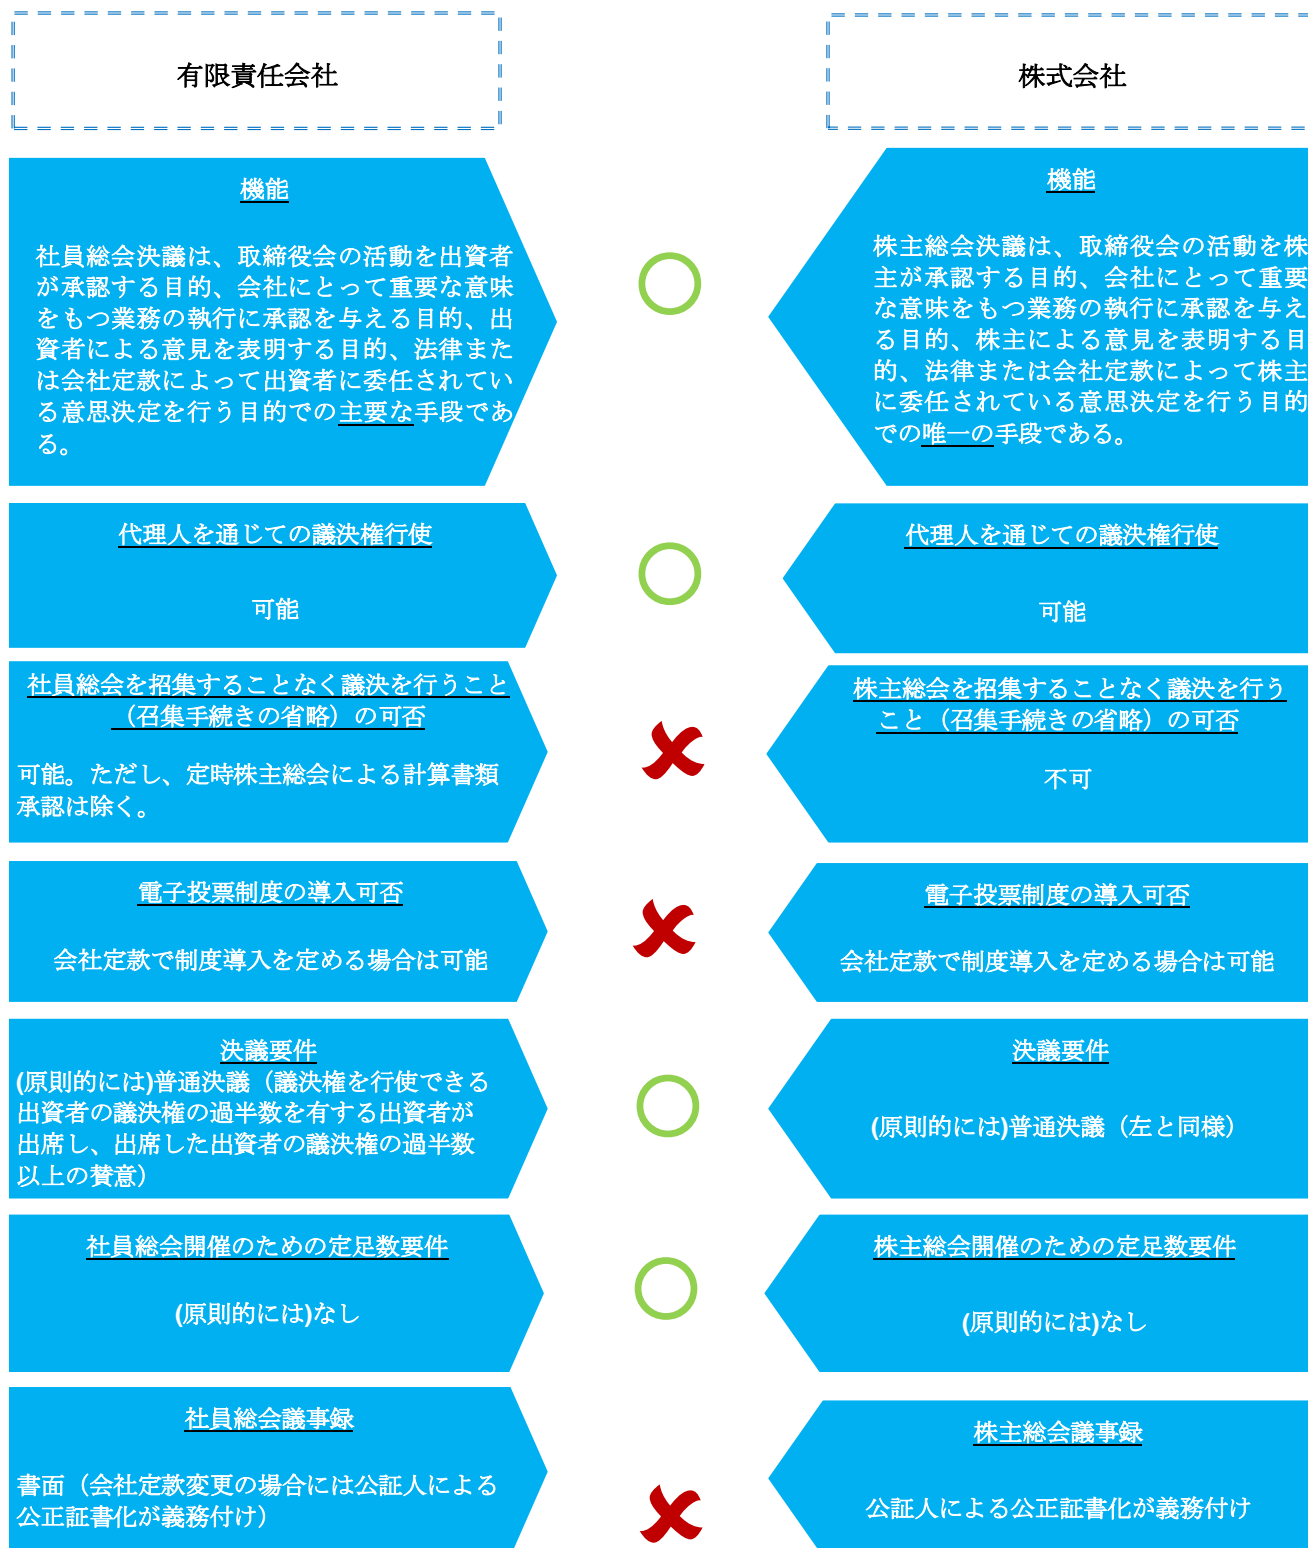 有限責任会社
株式会社
機能
社員総会決議は、取締役会の活動を出資者
が承認する目的、会社にとって重要な意味
をもつ業務の執行に承認を与える目的、出
資者による意見を表明する目的、法律また
は会社定款によって出資者に委任されてい
る意思決定を行う目的での主要な手段であ
る。
機能
株主総会決議は、取締役会の活動を株
主が承認する目的、会社にとって重要
な意味をもつ業務の執行に承認を与え
る目的、株主による意見を表明する目
的、法律または会社定款によって株主
に委任されている意思決定を行う目的
での唯一の手段である。
代理人を通じての議決権行使
可能
代理人を通じての議決権行使
可能
社員総会を招集することなく議決を行うこと
（召集手続きの省略）の可否
可能。ただし、定時株主総会による計算書類
承認は除く。
株主総会を招集することなく議決を行う
こと（召集手続きの省略）の可否
不可
電子投票制度の導入可否
会社定款で制度導入を定める場合は可能
電子投票制度の導入可否
会社定款で制度導入を定める場合は可能
決議要件
(原則的には)普通決議（議決権を行使できる
出資者の議決権の過半数を有する出資者が
出席し、出席した出資者の議決権の過半数
以上の賛意）
決議要件
(原則的には)普通決議（左と同様）
社員総会開催のための定足数要件
(原則的には)なし
株主総会開催のための定足数要件
(原則的には)なし
社員総会議事録
書面（会社定款変更の場合には公証人による
公正証書化が義務付け）
株主総会議事録
公証人による公正証書化が義務付け